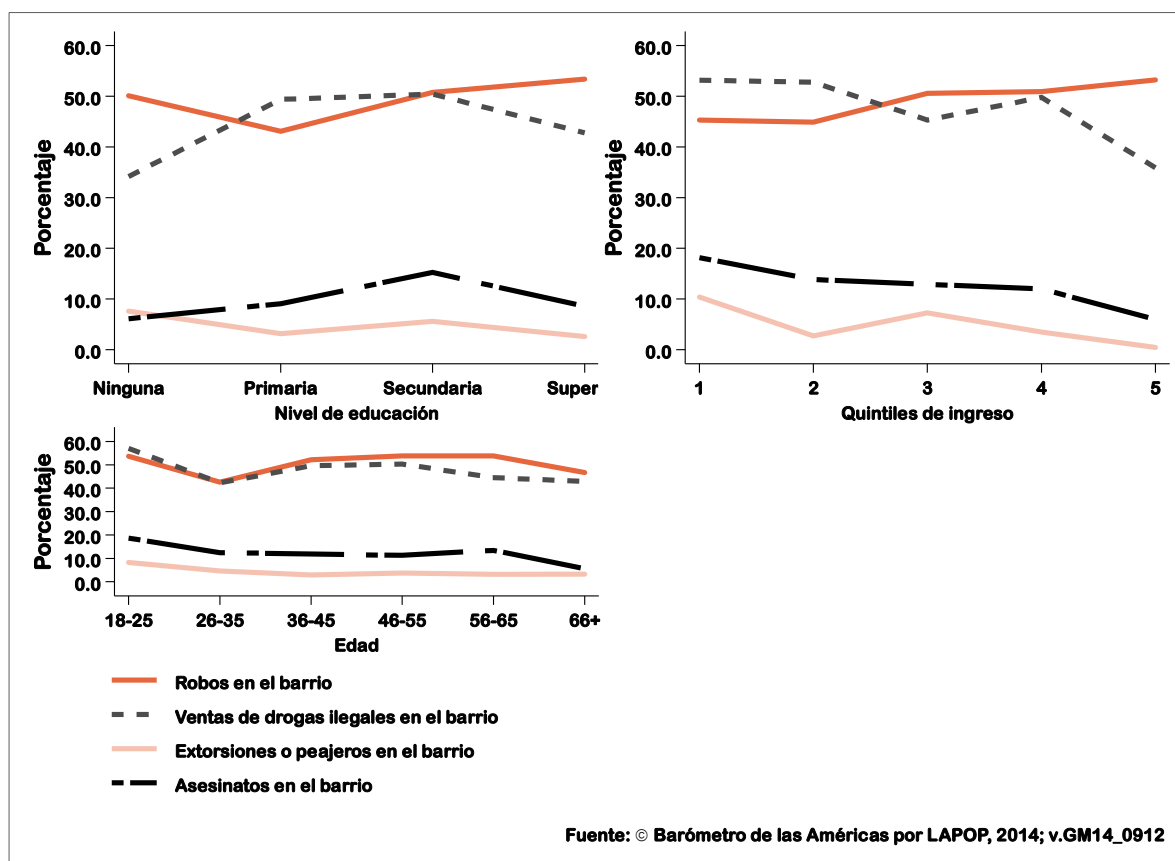 60.0
50.0
40.0
30.0
20.0
10.0
0.0
Porcentaje
Ninguna Primaria Secundaria Super
Nivel de educación
60.0
50.0
40.0
30.0
20.0
10.0
0.0
Porcentaje
1 2 3 4 5
Quintiles de ingreso
60.0
50.0
40.0
30.0
20.0
10.0
0.0
Porcentaje
18-25 26-35 36-45 46-55 56-65 66+
Edad
Robos en el barrio
Ventas de drogas ilegales en el barrio
Extorsiones o peajeros en el barrio
Asesinatos en el barrio
Fuente: © Barómetro de las Américas por LAPOP, 2014; v.GM14_0912